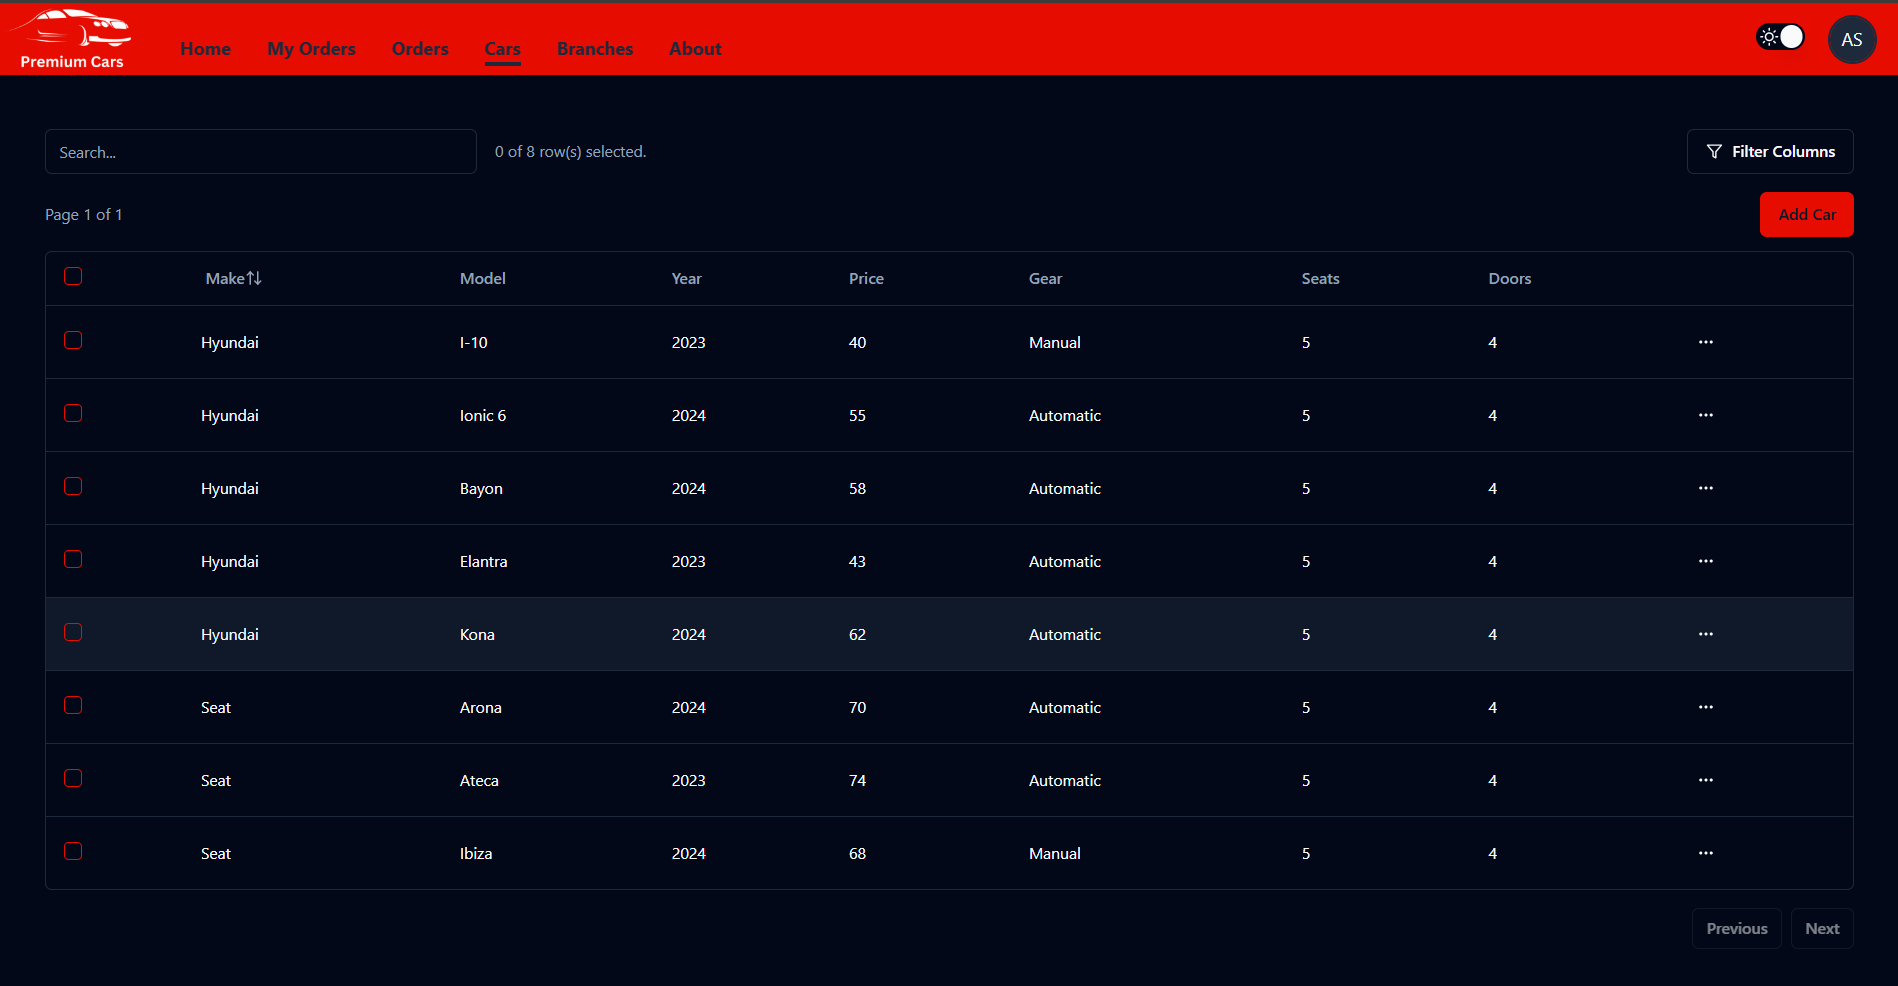 Premium Cars
Home My Orders Orders Cars Branches About
AS
Search... 0 of 8 row(s) selected. Filter Columns
Page 1 of 1 Add Car
Make Model Year Price Gear Seats Doors
Hyundai I-10 2023 40 Manual 5 4 ...
Hyundai Ionic 6 2024 55 Automatic 5 4 ...
Hyundai Bayon 2024 58 Automatic 5 4 ...
Hyundai Elantra 2023 43 Automatic 5 4 ...
Hyundai Kona 2024 62 Automatic 5 4 ...
Seat Arona 2024 70 Automatic 5 4 ...
Seat Ateca 2023 74 Automatic 5 4 ...
Seat Ibiza 2024 68 Manual 5 4 ...
Previous Next